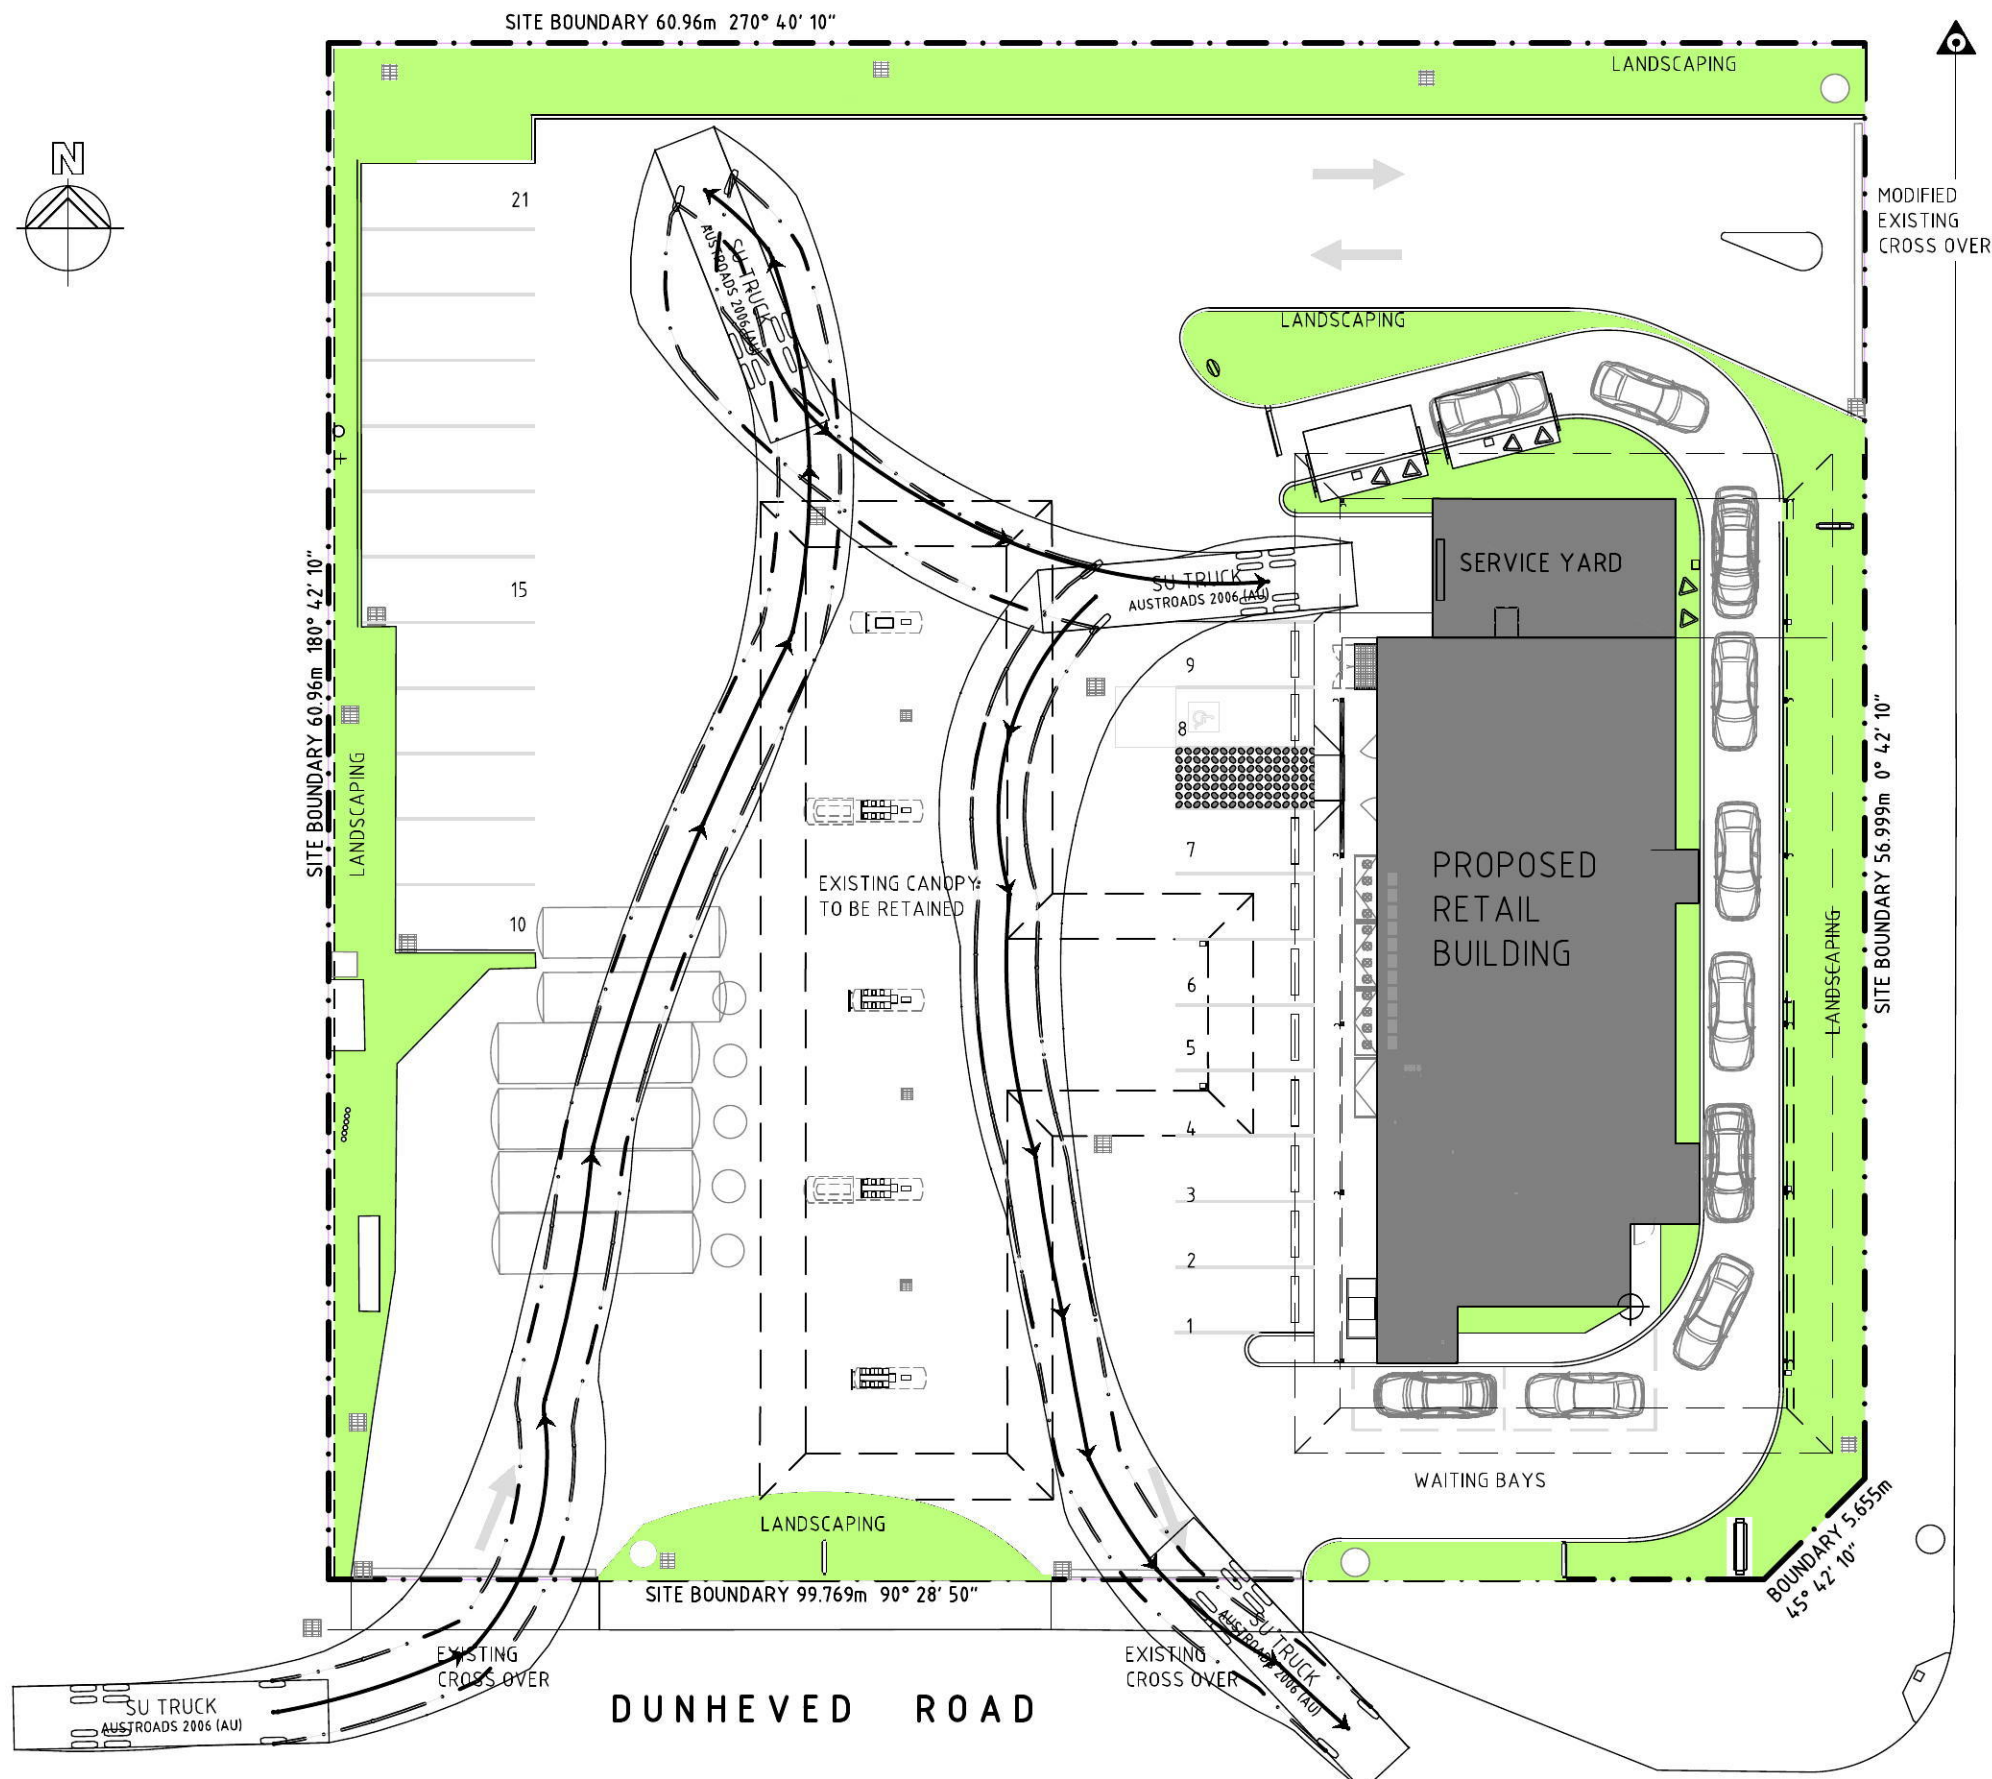 SITE BOUNDARY 60.96m 270° 40' 10"
LANDSCAPING
N
MODIFIED
EXISTING
CROSS OVER
21
SU TRUCK
AUSTROADS 2006 (AU)
LANDSCAPING
SITE BOUNDARY 60.96m 180° 42' 10"
15
SU TRUCK
AUSTROADS 2006 (AU)
SERVICE YARD
9
8
7
6
5
4
3
2
1
LANDSCAPING
EXISTING CANOPY
TO BE RETAINED
10
PROPOSED
RETAIL
BUILDING
LANDSCAPING
SITE BOUNDARY 56.999m 0° 42' 10"
WAITING BAYS
LANDSCAPING
SITE BOUNDARY 99.769m 90° 28' 50"
BOUNDARY 5.655m
45° 42' 10"
EXISTING
CROSS OVER
EXISTING
CROSS OVER
SU TRUCK
AUSTROADS 2006 (AU)
SU TRUCK
AUSTROADS 2006 (AU)
DUNHEVED ROAD